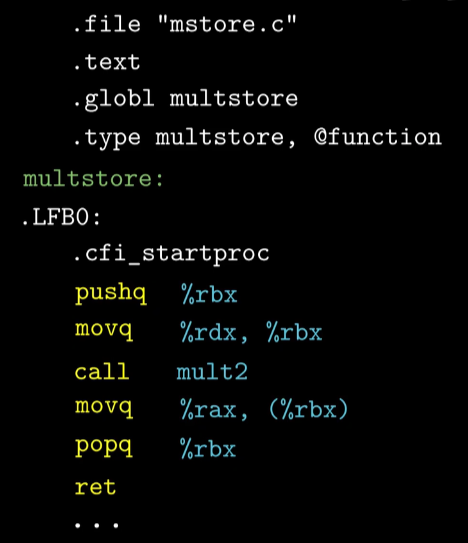 .file "mstore.c"
.text
.globl multstore
.type multstore, @function
multstore:
.LFB0:
.cfi_startproc
pushq %rbx
movq %rdx, %rbx
call mult2
movq %rax, (%rbx)
popq %rbx
ret
...